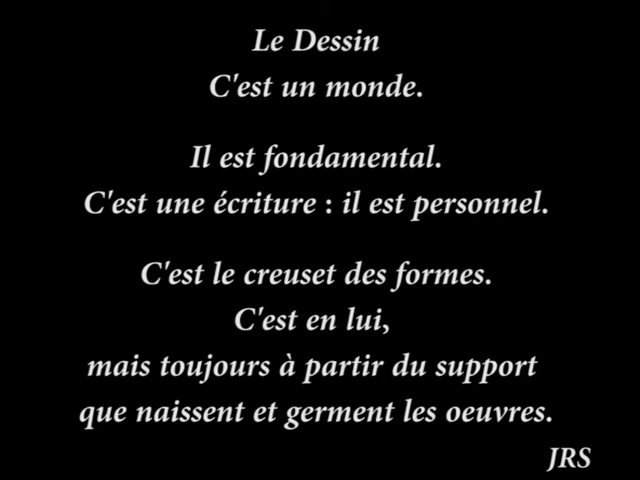 Le Dessin
C'est un monde.
Il est fondamental.
C'est une écriture : il est personnel.
C'est le creuset des formes.
C'est en lui,
mais toujours à partir du support
que naissent et germent les oeuvres.
JRS